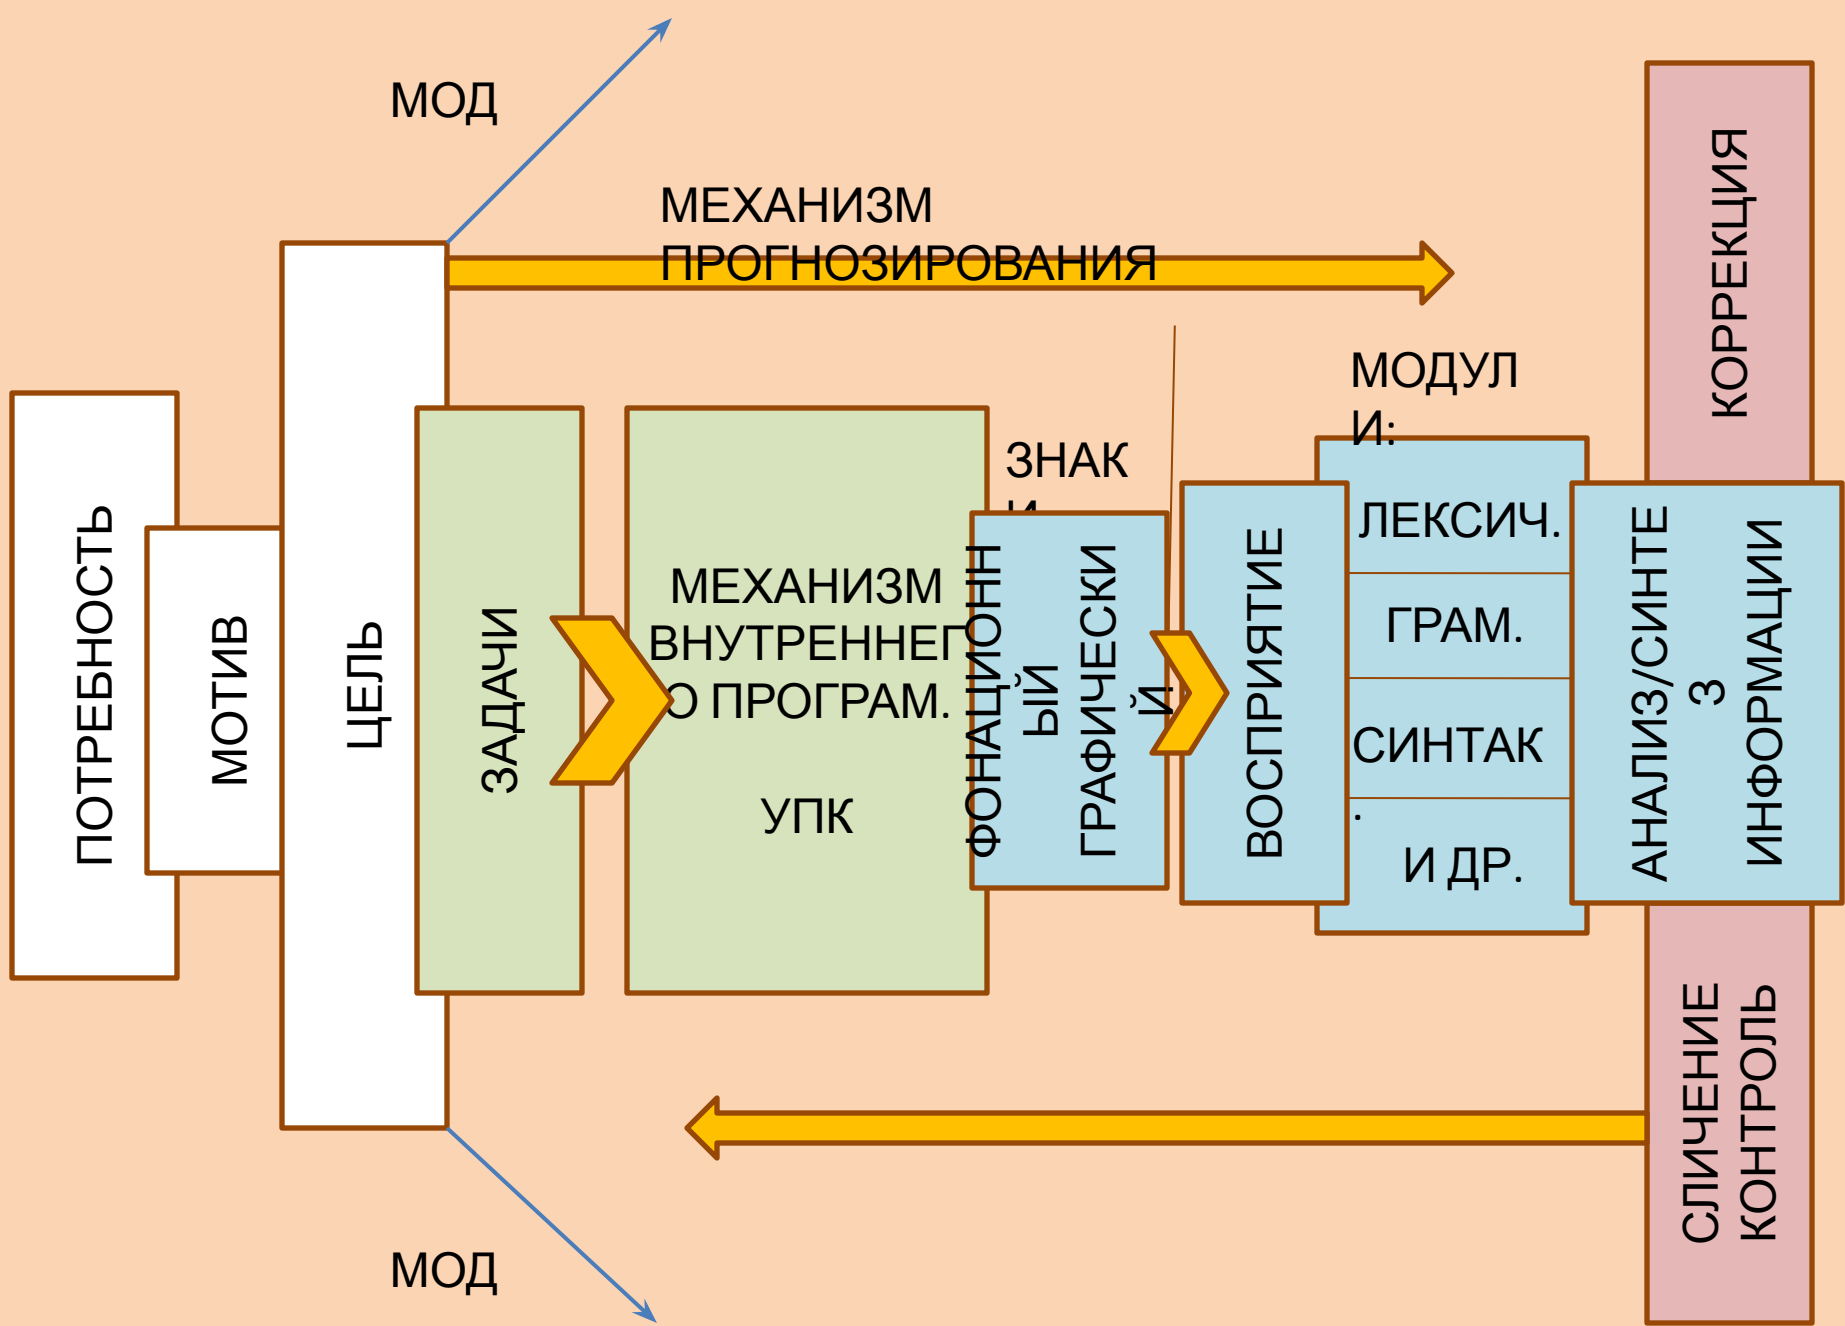 МОД
МЕХАНИЗМ
ПРОГНОЗИРОВАНИЯ
ПОТРЕБНОСТЬ
МОТИВ
ЦЕЛЬ
ЗАДАЧИ
МЕХАНИЗМ
ВНУТРЕННЕГ
О ПРОГРАМ.
УПК
ЗНАК
И
ФОНАЦИОНН
ЫЙ
ГРАФИЧЕСКИ
Й
ВОСПРИЯТИЕ
МОДУЛ
И:
ЛЕКСИЧ.
ГРАМ.
СИНТАК
.
И ДР.
АНАЛИЗ/СИНТЕ
З
ИНФОРМАЦИИ
КОРРЕКЦИЯ
СЛИЧЕНИЕ
КОНТРОЛЬ
МОД